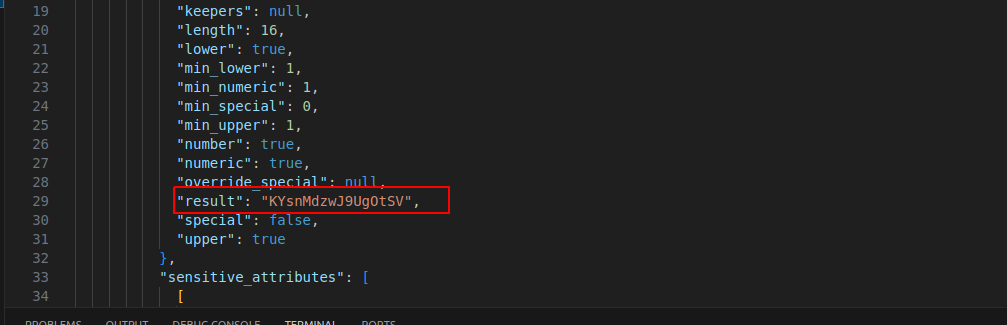 19 "keepers": null,
20 "length": 16,
21 "lower": true,
22 "min_lower": 1,
23 "min_numeric": 1,
24 "min_special": 0,
25 "min_upper": 1,
26 "number": true,
27 "numeric": true,
28 "override_special": null,
29 "result": "KYsnMdzwJ9UgOtSV",
30 "special": false,
31 "upper": true
32 },
33 "sensitive_attributes": [
34 [
PROBLEMS OUTPUT DEBUG CONSOLE TERMINAL PORTS